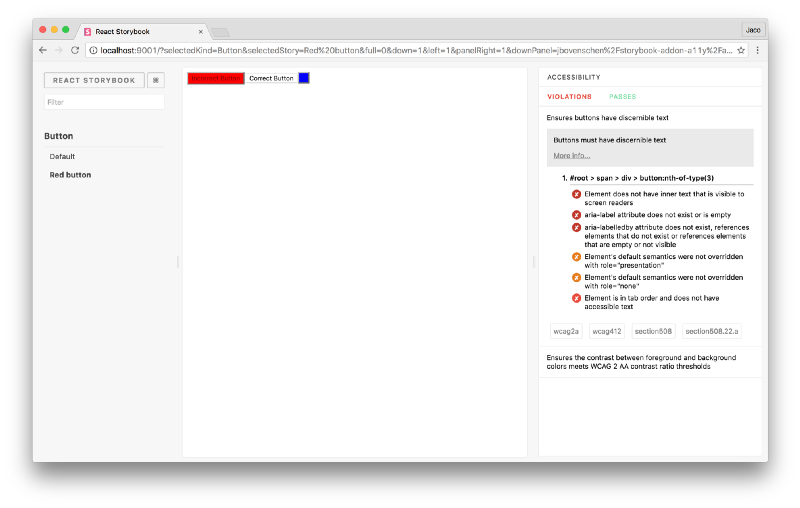 React Storybook
Jaco
localhost:9001/?selectedKind=Button&selectedStory=Red%20button&full=0&down=1&left=1&panelRight=1&downPanel=jbovenschen%2Fstorybook-addon-a11y%2Fa...
REACT STORYBOOK
⌘
Filter
Button
Default
Red button
Correct Button
ACCESSIBILITY
VIOLATIONS PASSES
Ensures buttons have discernible text
Buttons must have discernible text
More info...
1. #root > span > div > button:nth-of-type(3)
Element does not have inner text that is visible to
screen readers
aria-label attribute does not exist or is empty
aria-labelledby attribute does not exist, references
elements that do not exist or references elements
that are empty or not visible
Element's default semantics were not overridden
with role="presentation"
Element's default semantics were not overridden
with role="none"
Element is in tab order and does not have
accessible text
wcag2a wcag412 section508 section508.22.a
Ensures the contrast between foreground and background
colors meets WCAG 2 AA contrast ratio thresholds